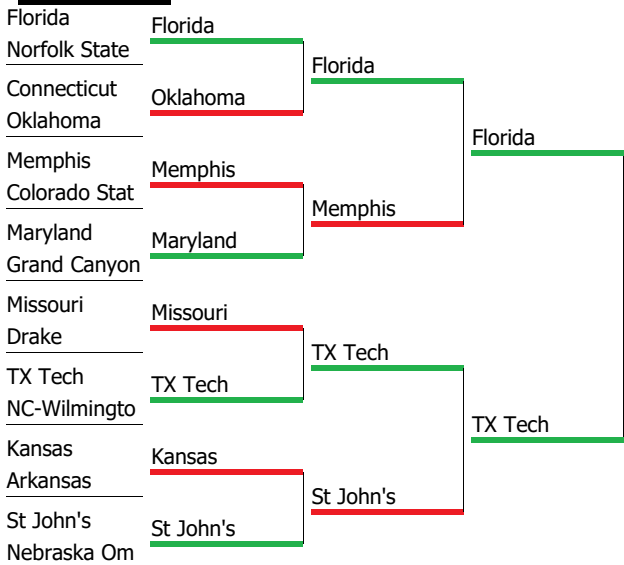 Florida
Norfolk State
Connecticut
Oklahoma
Memphis
Colorado Stat
Maryland
Grand Canyon
Missouri
Drake
TX Tech
NC-Wilmingto
Kansas
Arkansas
St John's
Nebraska Om
Florida
Oklahoma
Memphis
Maryland
Missouri
TX Tech
Kansas
St John's
Florida
Memphis
TX Tech
St John's
Florida
TX Tech